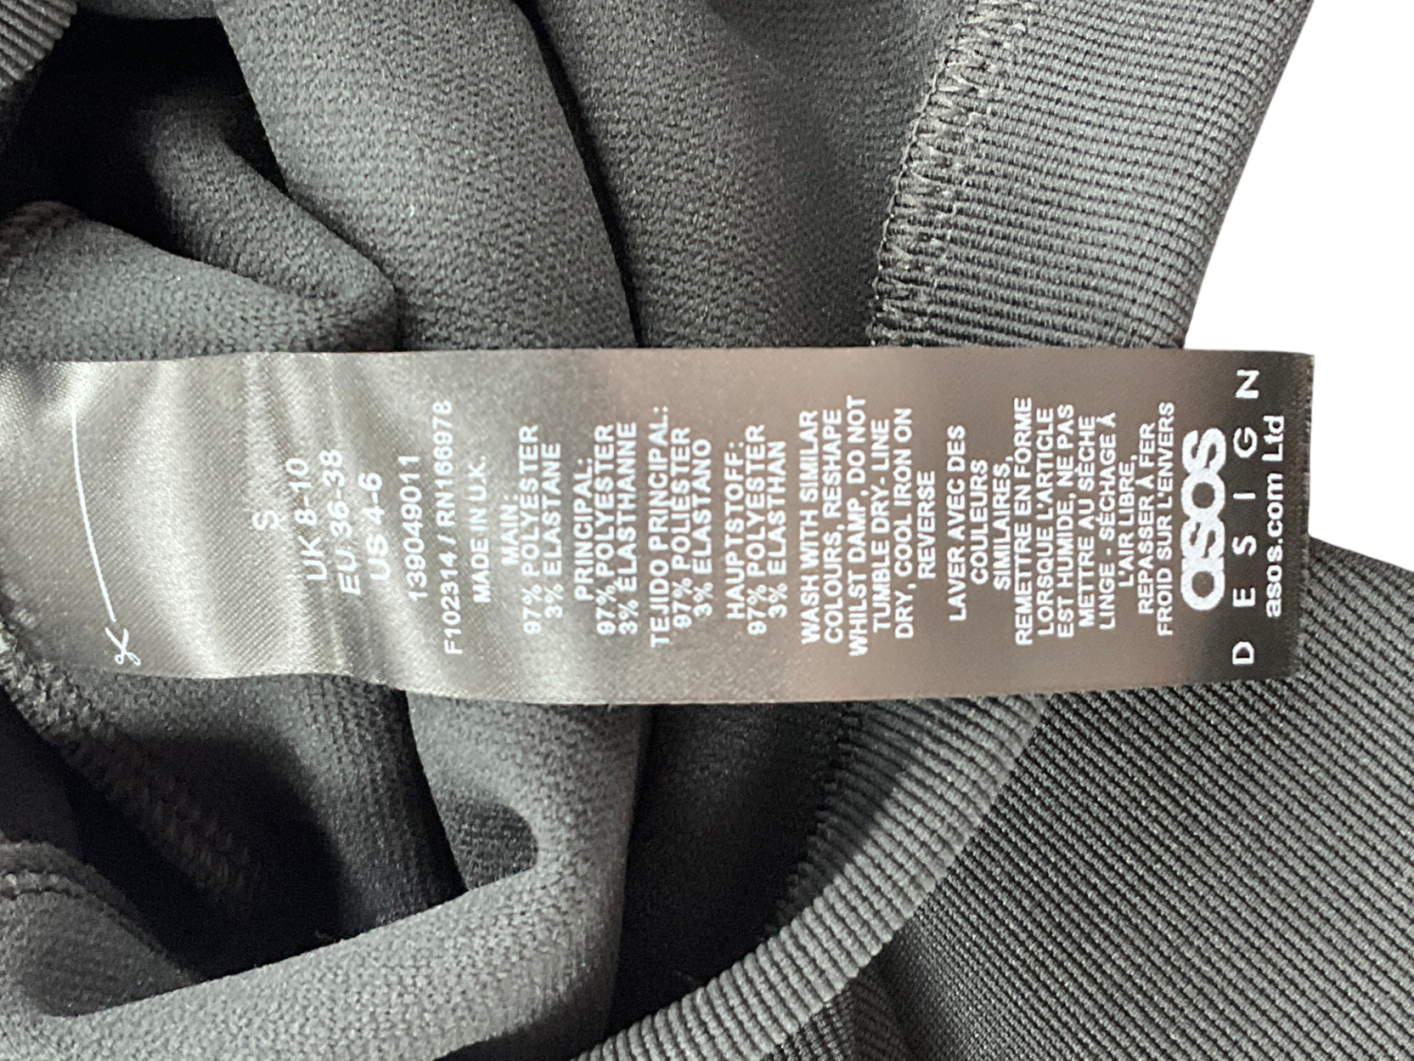 S
UK 8-10
EU 36-38
US 4-6
139049011
F102314 / RN166978
MADE IN U.K.
MAIN:
97% POLYESTER
3% ELASTANE
PRINCIPAL:
97% POLYESTER
3% ÉLASTHANNE
TEJIDO PRINCIPAL:
97% POLIÉSTER
3% ELASTANO
HAUPTSTOFF:
97% POLYESTER
3% ELASTHAN
WASH WITH SIMILAR
COLOURS, RESHAPE
WHILST DAMP, DO NOT
TUMBLE DRY- LINE
DRY, COOL IRON ON
REVERSE
LAVER AVEC DES
COULEURS
SIMILAIRES,
REMETTRE EN FORME
LORSQUE L'ARTICLE
EST HUMIDE, NE PAS
METTRE AU SÈCHE
LINGE - SÉCHAGE À
L'AIR LIBRE,
REPASSER À FER
FROID SUR L'ENVERS
asos
DESIGN
asos.com Ltd